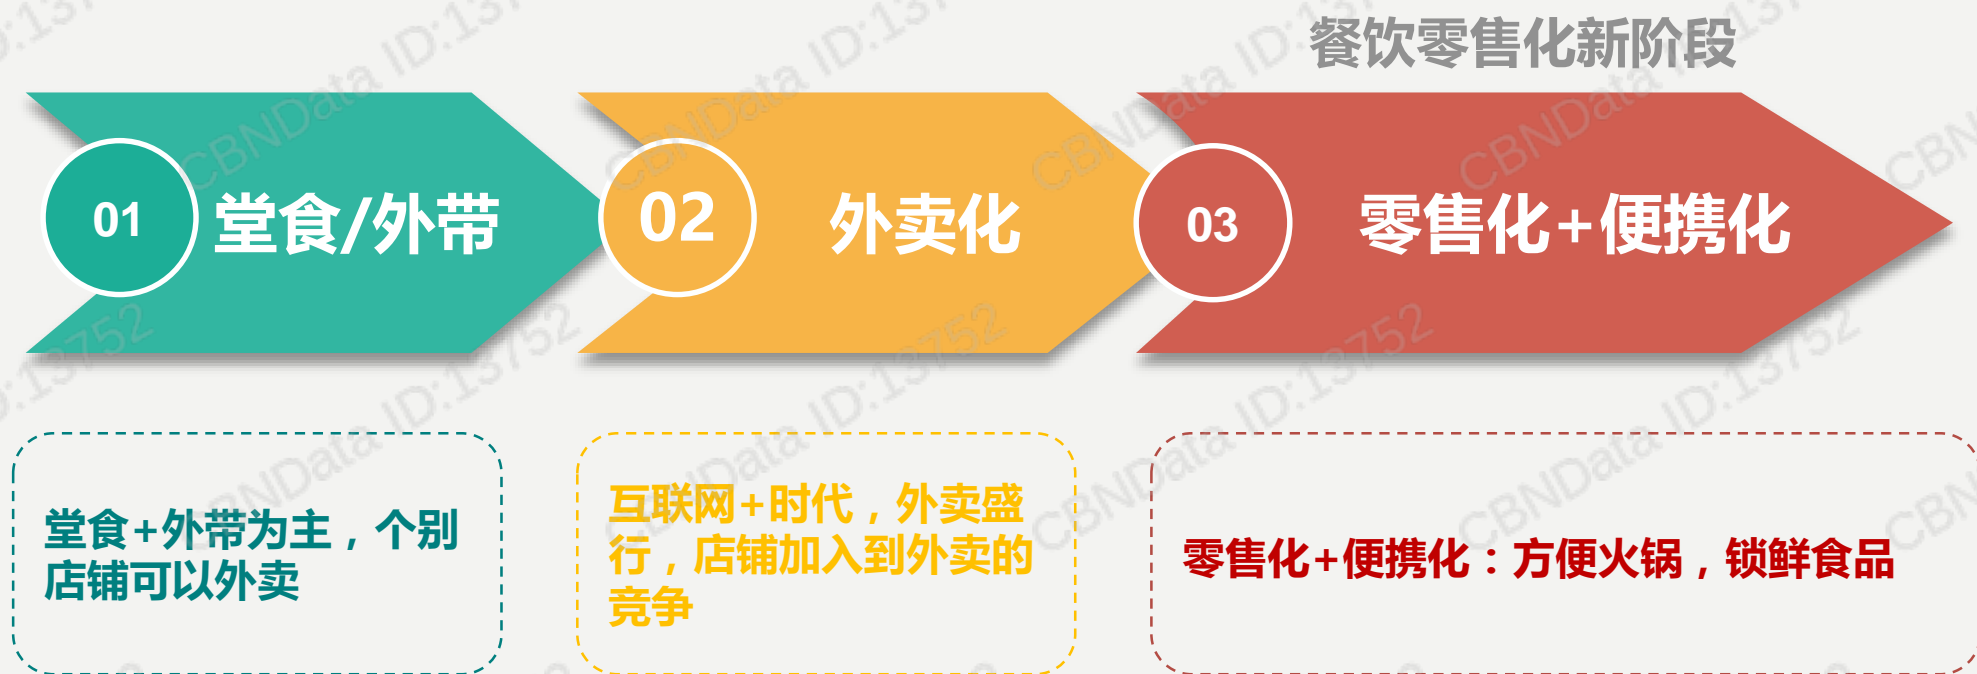 餐饮零售化新阶段
01
堂食/外带
02
外卖化
03
零售化+便携化
堂食+外带为主，个别
店铺可以外卖
互联网+时代，外卖盛
行，店铺加入到外卖的
竞争
零售化+便携化：方便火锅，锁鲜食品
CBNData ID:13752